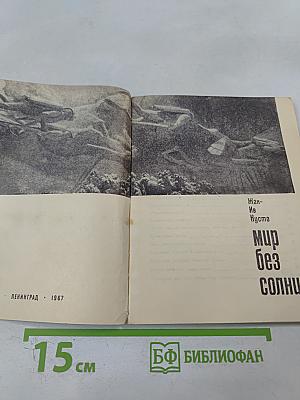 Жак-
Ив
Кусто
мир
без
солнц
ЛЕНИНГРАД • 1967
15 см
БФ БИБЛИОФАН